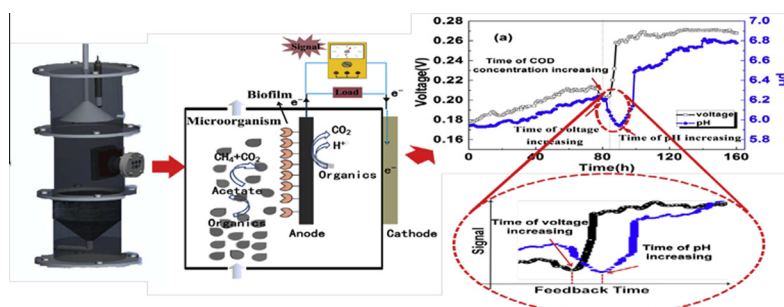 Signal
Load
e⁻
e⁻
Biofilm
Microorganism
CO2
H+
CH4+CO2
Acetate
Organics
Organics
e⁻
Anode
Cathode
(a)
Voltage(V)
0.28
0.26
0.24
0.22
0.20
0.18
0.16
7.0
6.8
6.6
6.4
6.2
6.0
5.8
pH
Time of COD
concentration increasing
voltage
pH
Time of voltage
increasing
Time of pH increasing
0 40 80 120 160
Time(h)
Signal
Time of voltage
increasing
Time of pH
increasing
Feedback Time